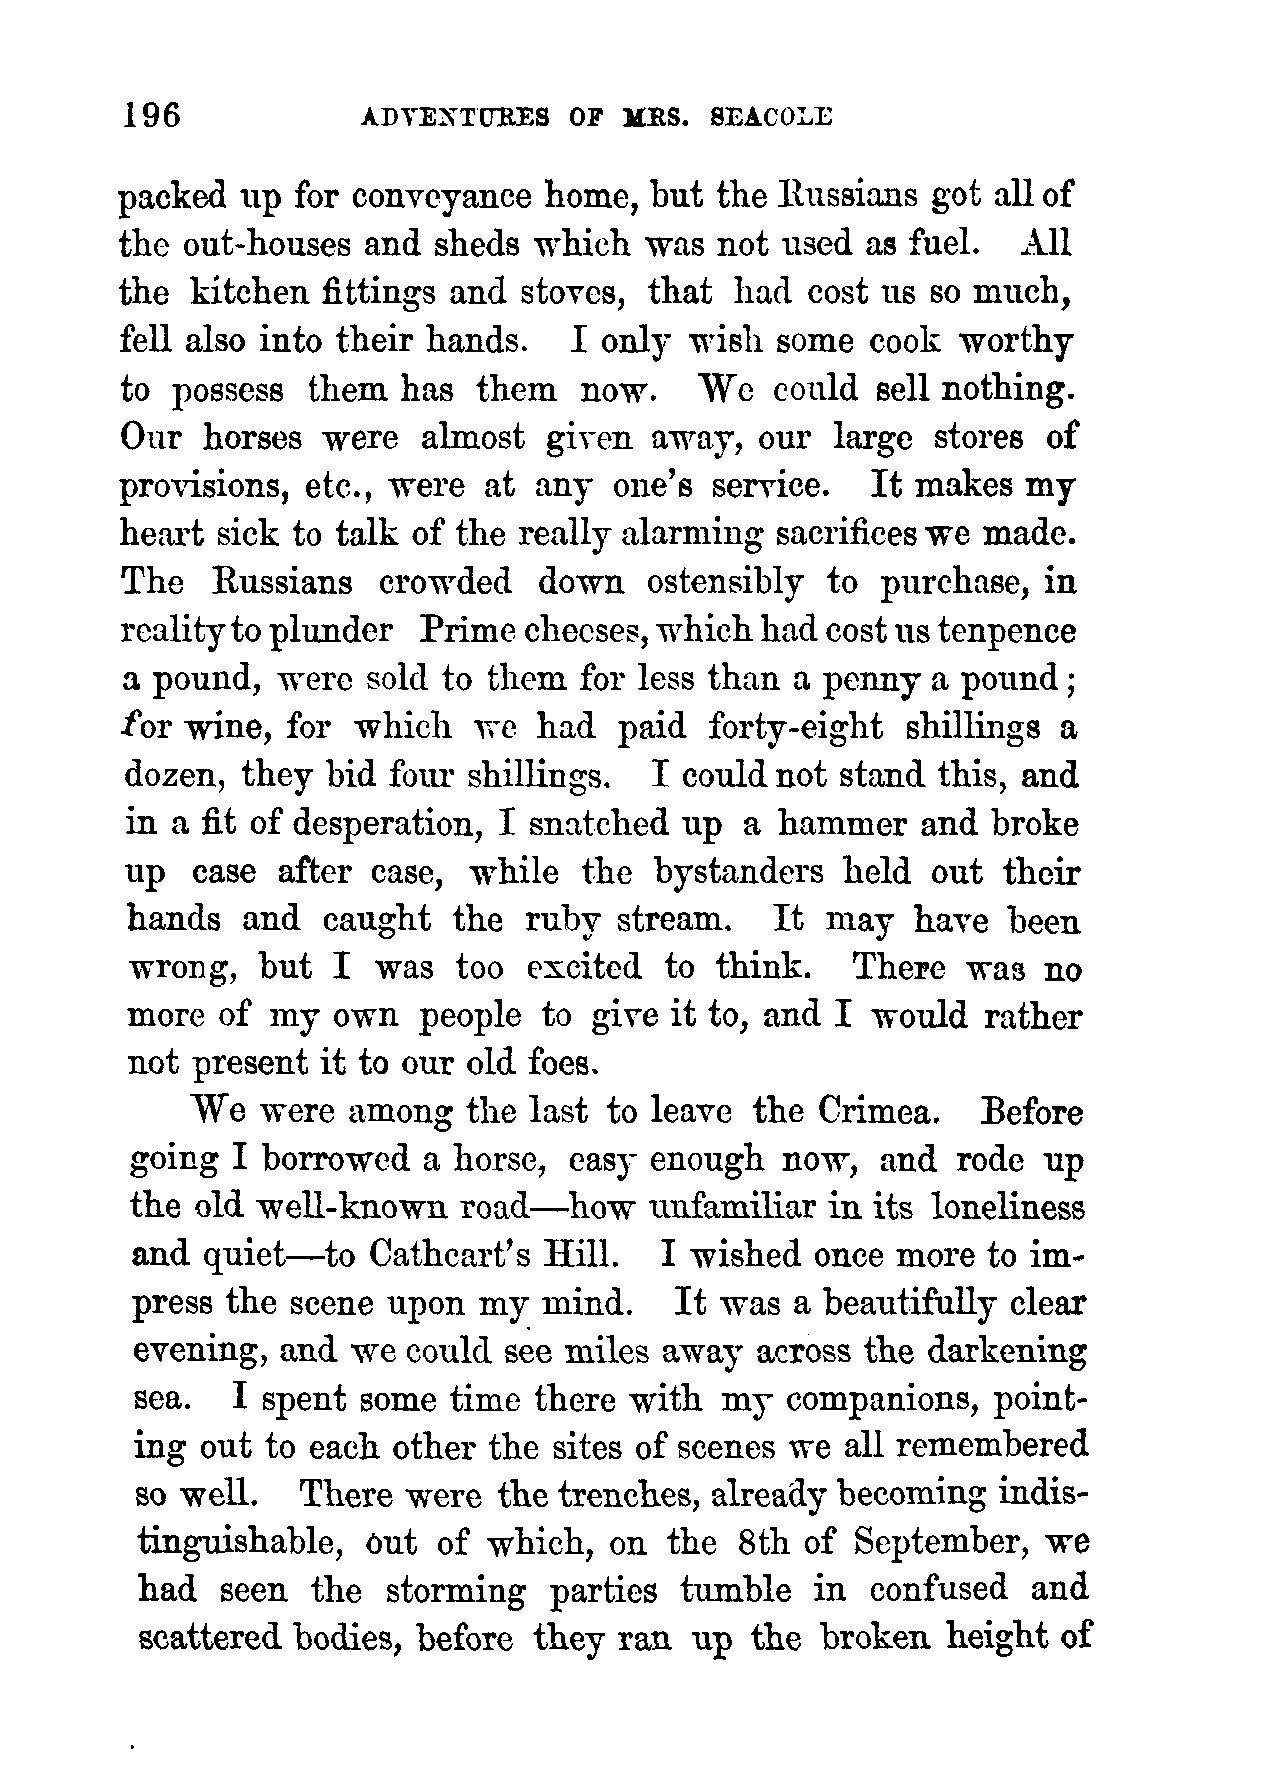 196 ADVENTURES OF MRS. SEACOLE
packed up for conveyance home, but the Russians got all of
the out-houses and sheds which was not used as fuel. All
the kitchen fittings and stoves, that had cost us so much,
fell also into their hands. I only wish some cook worthy
to possess them has them now. We could sell nothing.
Our horses were almost given away, our large stores of
provisions, etc., were at any one's service. It makes my
heart sick to talk of the really alarming sacrifices we made.
The Russians crowded down ostensibly to purchase, in
reality to plunder Prime cheeses, which had cost us tenpence
a pound, were sold to them for less than a penny a pound;
for wine, for which we had paid forty-eight shillings a
dozen, they bid four shillings. I could not stand this, and
in a fit of desperation, I snatched up a hammer and broke
up case after case, while the bystanders held out their
hands and caught the ruby stream. It may have been
wrong, but I was too excited to think. There was no
more of my own people to give it to, and I would rather
not present it to our old foes.
We were among the last to leave the Crimea. Before
going I borrowed a horse, easy enough now, and rode up
the old well-known road—how unfamiliar in its loneliness
and quiet—to Cathcart's Hill. I wished once more to im-
press the scene upon my mind. It was a beautifully clear
evening, and we could see miles away across the darkening
sea. I spent some time there with my companions, point-
ing out to each other the sites of scenes we all remembered
so well. There were the trenches, already becoming indis-
tinguishable, out of which, on the 8th of September, we
had seen the storming parties tumble in confused and
scattered bodies, before they ran up the broken height of